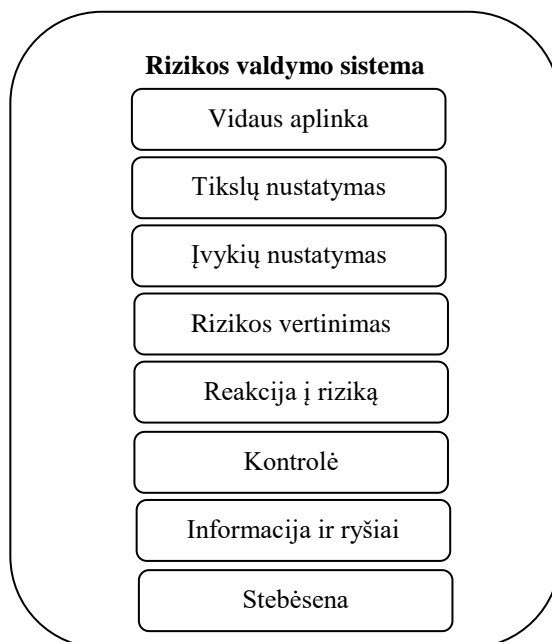 Rizikos valdymo sistema
Vidaus aplinka
Tikslų nustatymas
Įvykių nustatymas
Rizikos vertinimas
Reakcija į riziką
Kontrolė
Informacija ir ryšiai
Stebėsena